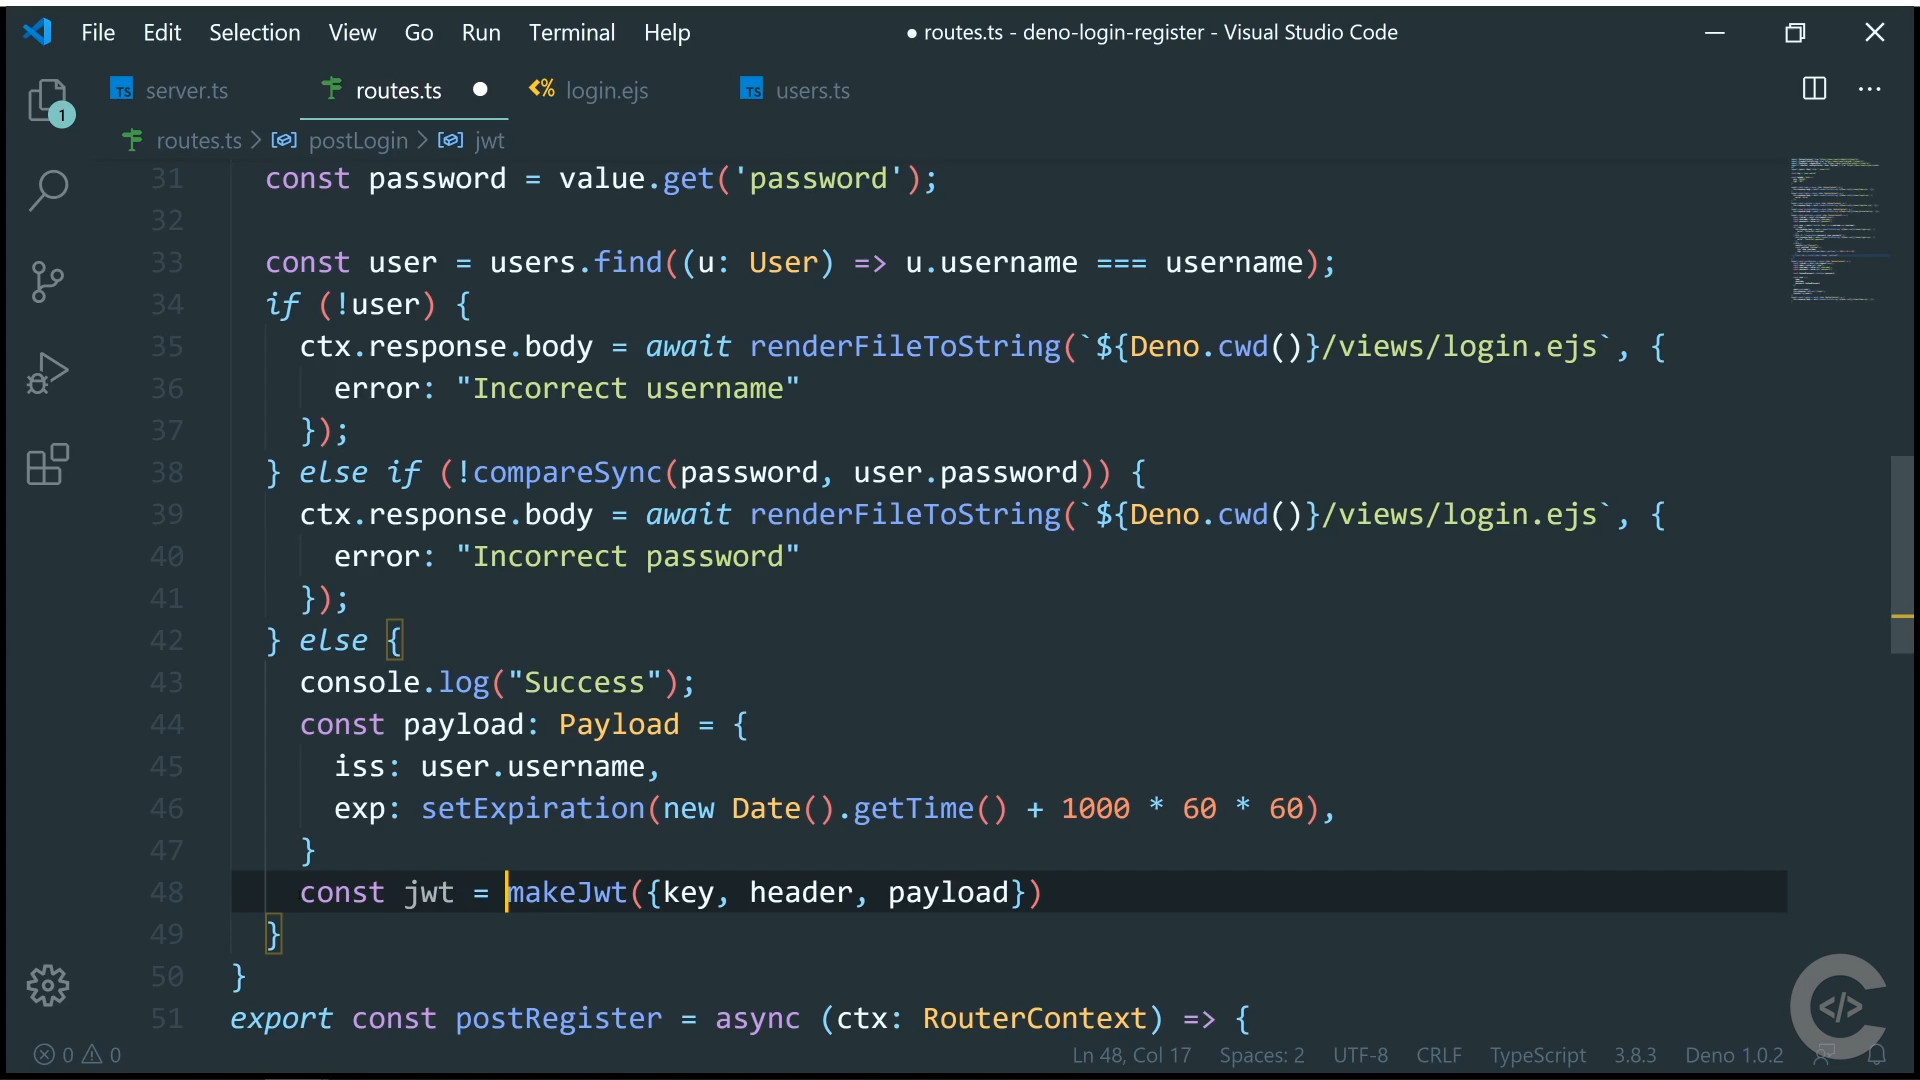 File Edit Selection View Go Run Terminal Help ● routes.ts - deno-login-register - Visual Studio Code
1
TS server.ts routes.ts ● <% login.ejs TS users.ts ···
routes.ts > postLogin > jwt
31 const password = value.get('password');
32
33 const user = users.find((u: User) => u.username === username);
34 if (!user) {
35 ctx.response.body = await renderFileToString(`${Deno.cwd()}/views/login.ejs`, {
36 error: "Incorrect username"
37 });
38 } else if (!compareSync(password, user.password)) {
39 ctx.response.body = await renderFileToString(`${Deno.cwd()}/views/login.ejs`, {
40 error: "Incorrect password"
41 });
42 } else {
43 console.log("Success");
44 const payload: Payload = {
45 iss: user.username,
46 exp: setExpiration(new Date().getTime() + 1000 * 60 * 60),
47 }
48 const jwt = makeJwt({key, header, payload})
49 }
50 }
51 export const postRegister = async (ctx: RouterContext) => {
0 0 Ln 48, Col 17 Spaces: 2 UTF-8 CRLF TypeScript 3.8.3 Deno 1.0.2